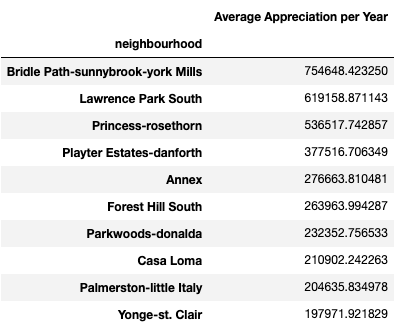 Average Appreciation per Year
neighbourhood
Bridle Path-sunnybrook-york Mills 754648.423250
Lawrence Park South 619158.871143
Princess-rosethorn 536517.742857
Playter Estates-danforth 377516.706349
Annex 276663.810481
Forest Hill South 263963.994287
Parkwoods-donalda 232352.756533
Casa Loma 210902.242263
Palmerston-little Italy 204635.834978
Yonge-st. Clair 197971.921829